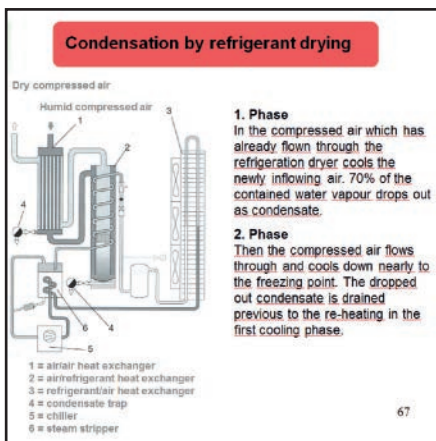 Condensation by refrigerant drying
Dry compressed air
Humid compressed air
1
2
3
4
6
4
5
1 = air/air heat exchanger
2 = air/refrigerant heat exchanger
3 = refrigerant/air heat exchanger
4 = condensate trap
5 = chiller
6 = steam stripper
1. Phase
In the compressed air which has
already flown through the
refrigeration dryer cools the
newly inflowing air. 70% of the
contained water vapour drops out
as condensate.
2. Phase
Then the compressed air flows
through and cools down nearly to
the freezing point. The dropped
out condensate is drained
previous to the re-heating in the
first cooling phase.
67